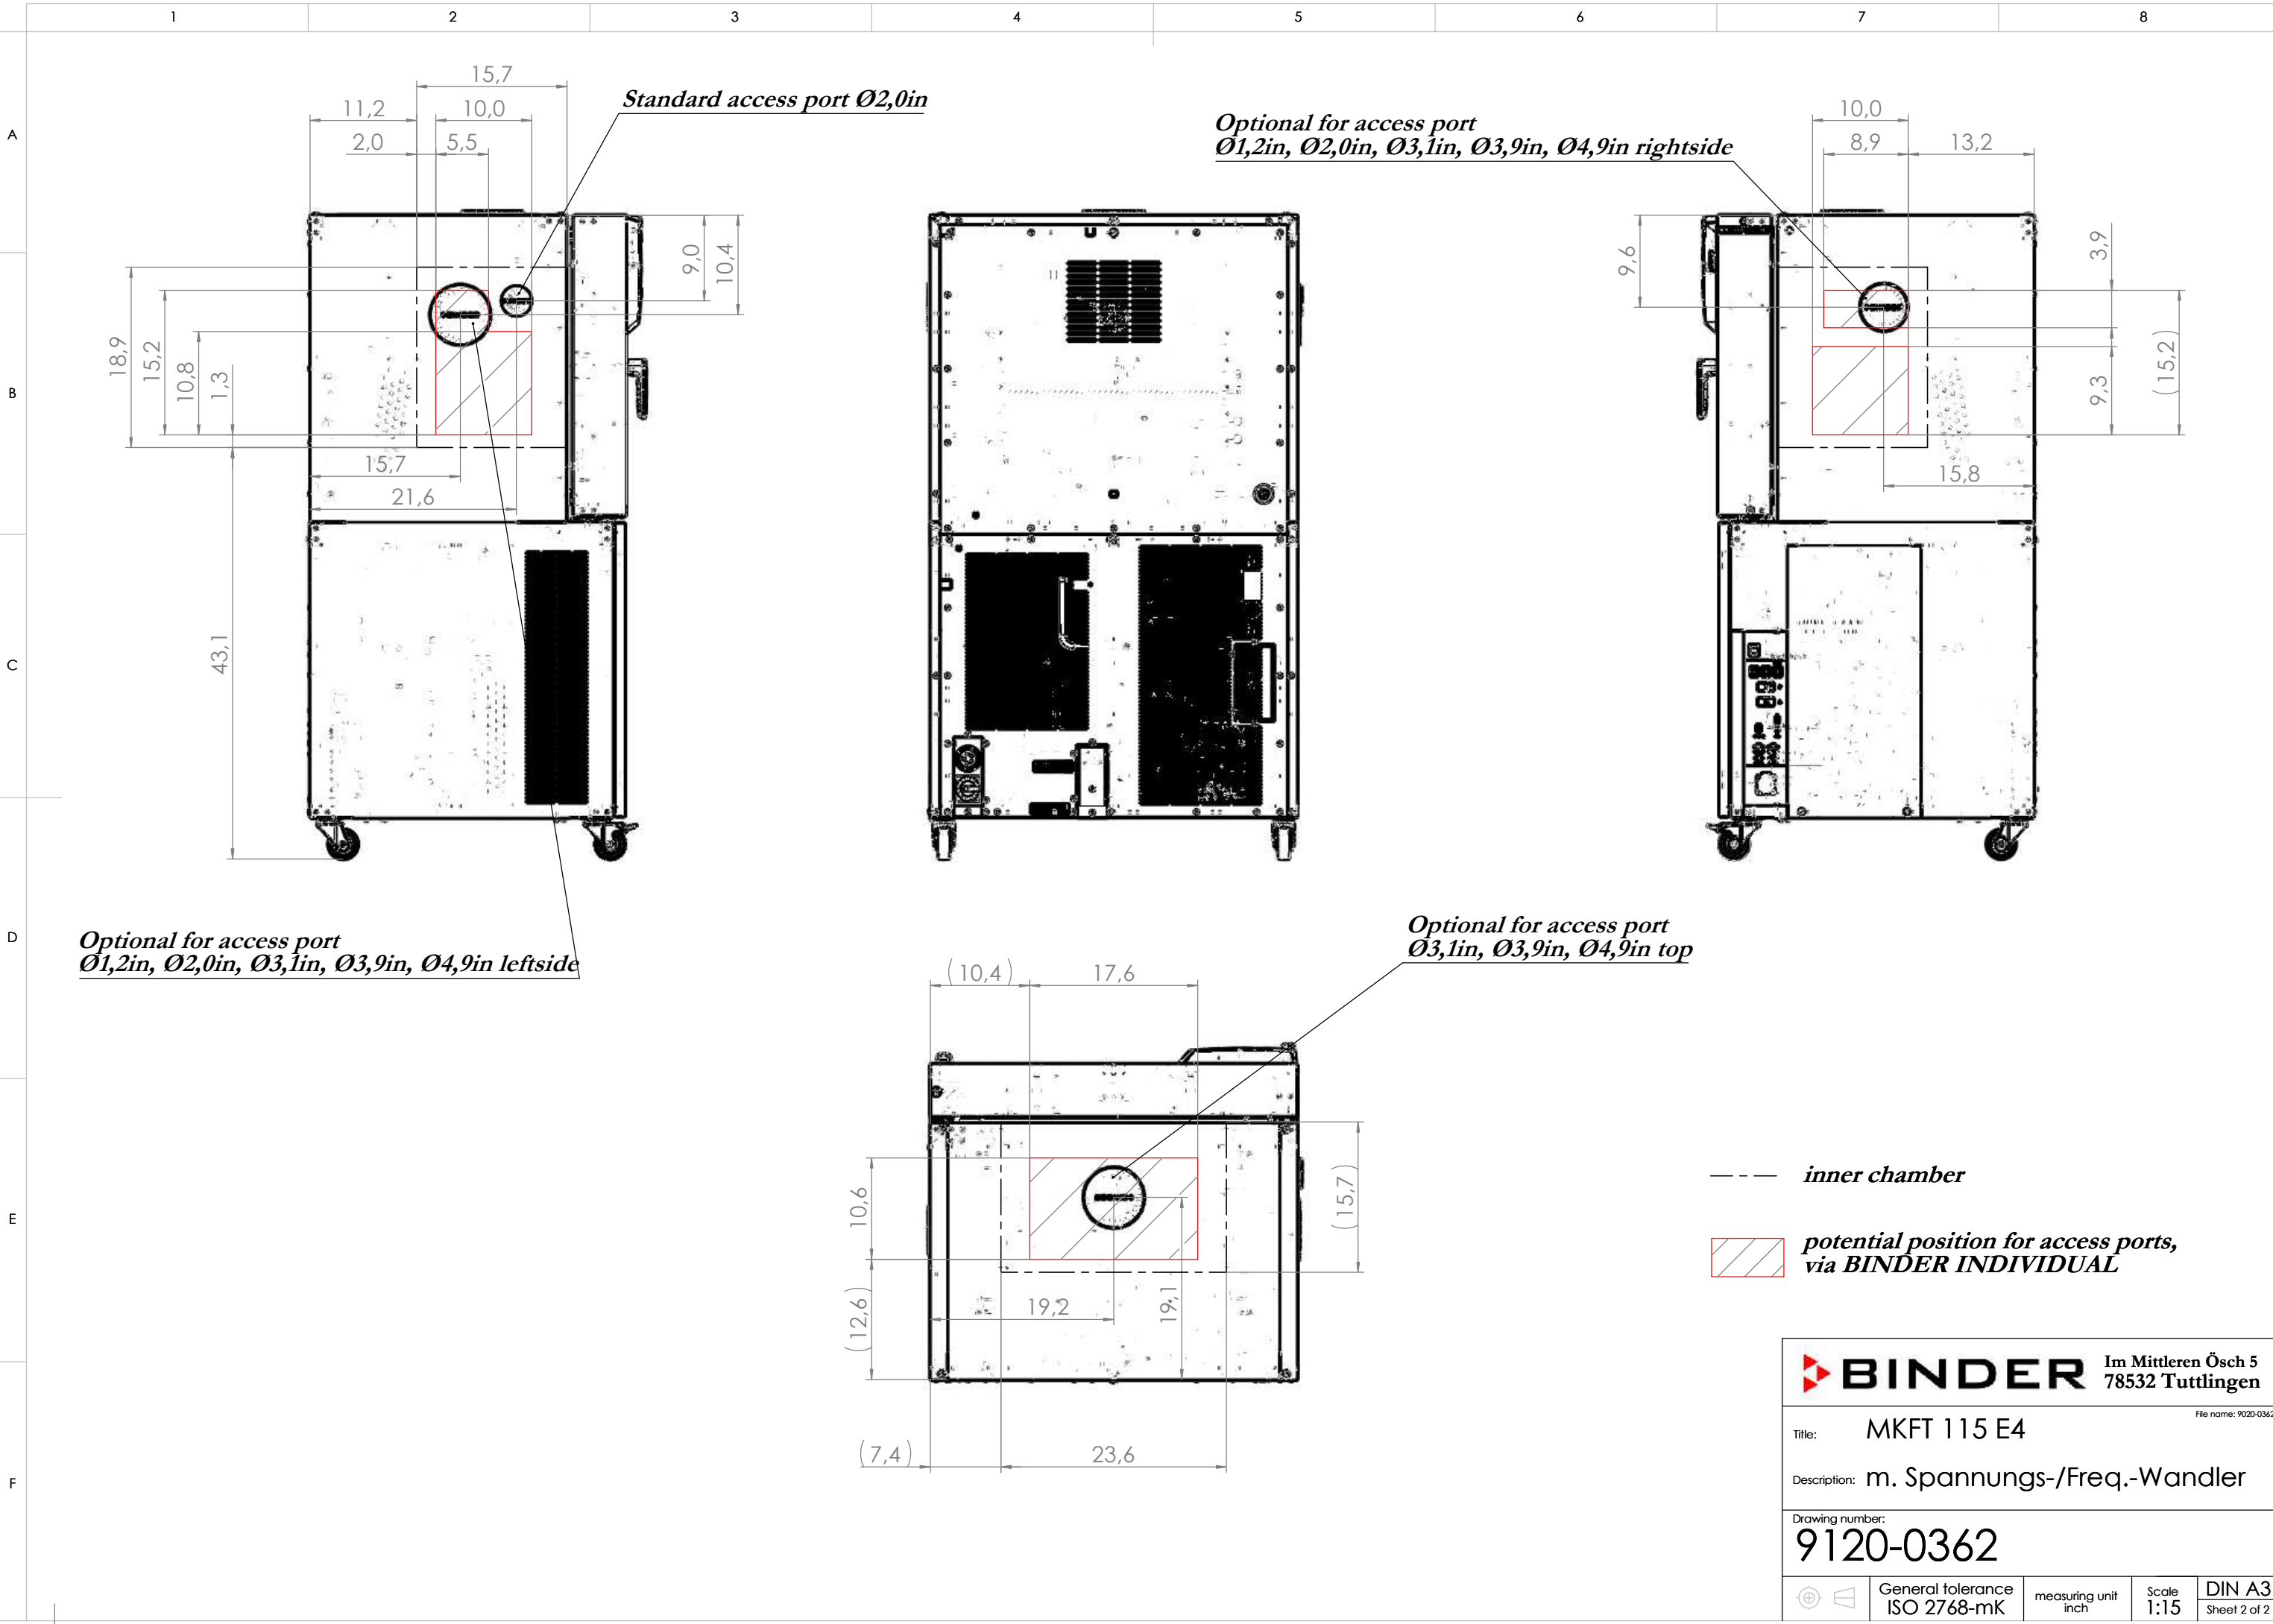 1 2 3 4 5 6 7 8
A
B
C
D
E
F
15,7
11,2 10,0
2,0 5,5
Standard access port Ø2,0in
9,0
10,4
18,9
15,2
10,8
1,3
15,7
21,6
43,1
Optional for access port
Ø1,2in, Ø2,0in, Ø3,1in, Ø3,9in, Ø4,9in leftside
Optional for access port
Ø1,2in, Ø2,0in, Ø3,1in, Ø3,9in, Ø4,9in rightside
10,0
8,9 13,2
9,6
3,9
9,3
(15,2)
15,8
Optional for access port
Ø3,1in, Ø3,9in, Ø4,9in top
(10,4) 17,6
10,6
(12,6)
(15,7)
19,2
19,1
(7,4) 23,6
inner chamber
potential position for access ports,
via BINDER INDIVIDUAL
BINDER
Im Mittleren Ösch 5
78532 Tuttlingen
File name: 9020-0362
Title: MKFT 115 E4
Description: m. Spannungs-/Freq.-Wandler
Drawing number:
9120-0362
General tolerance
ISO 2768-mK
measuring unit
inch
Scale
1:15
DIN A3
Sheet 2 of 2